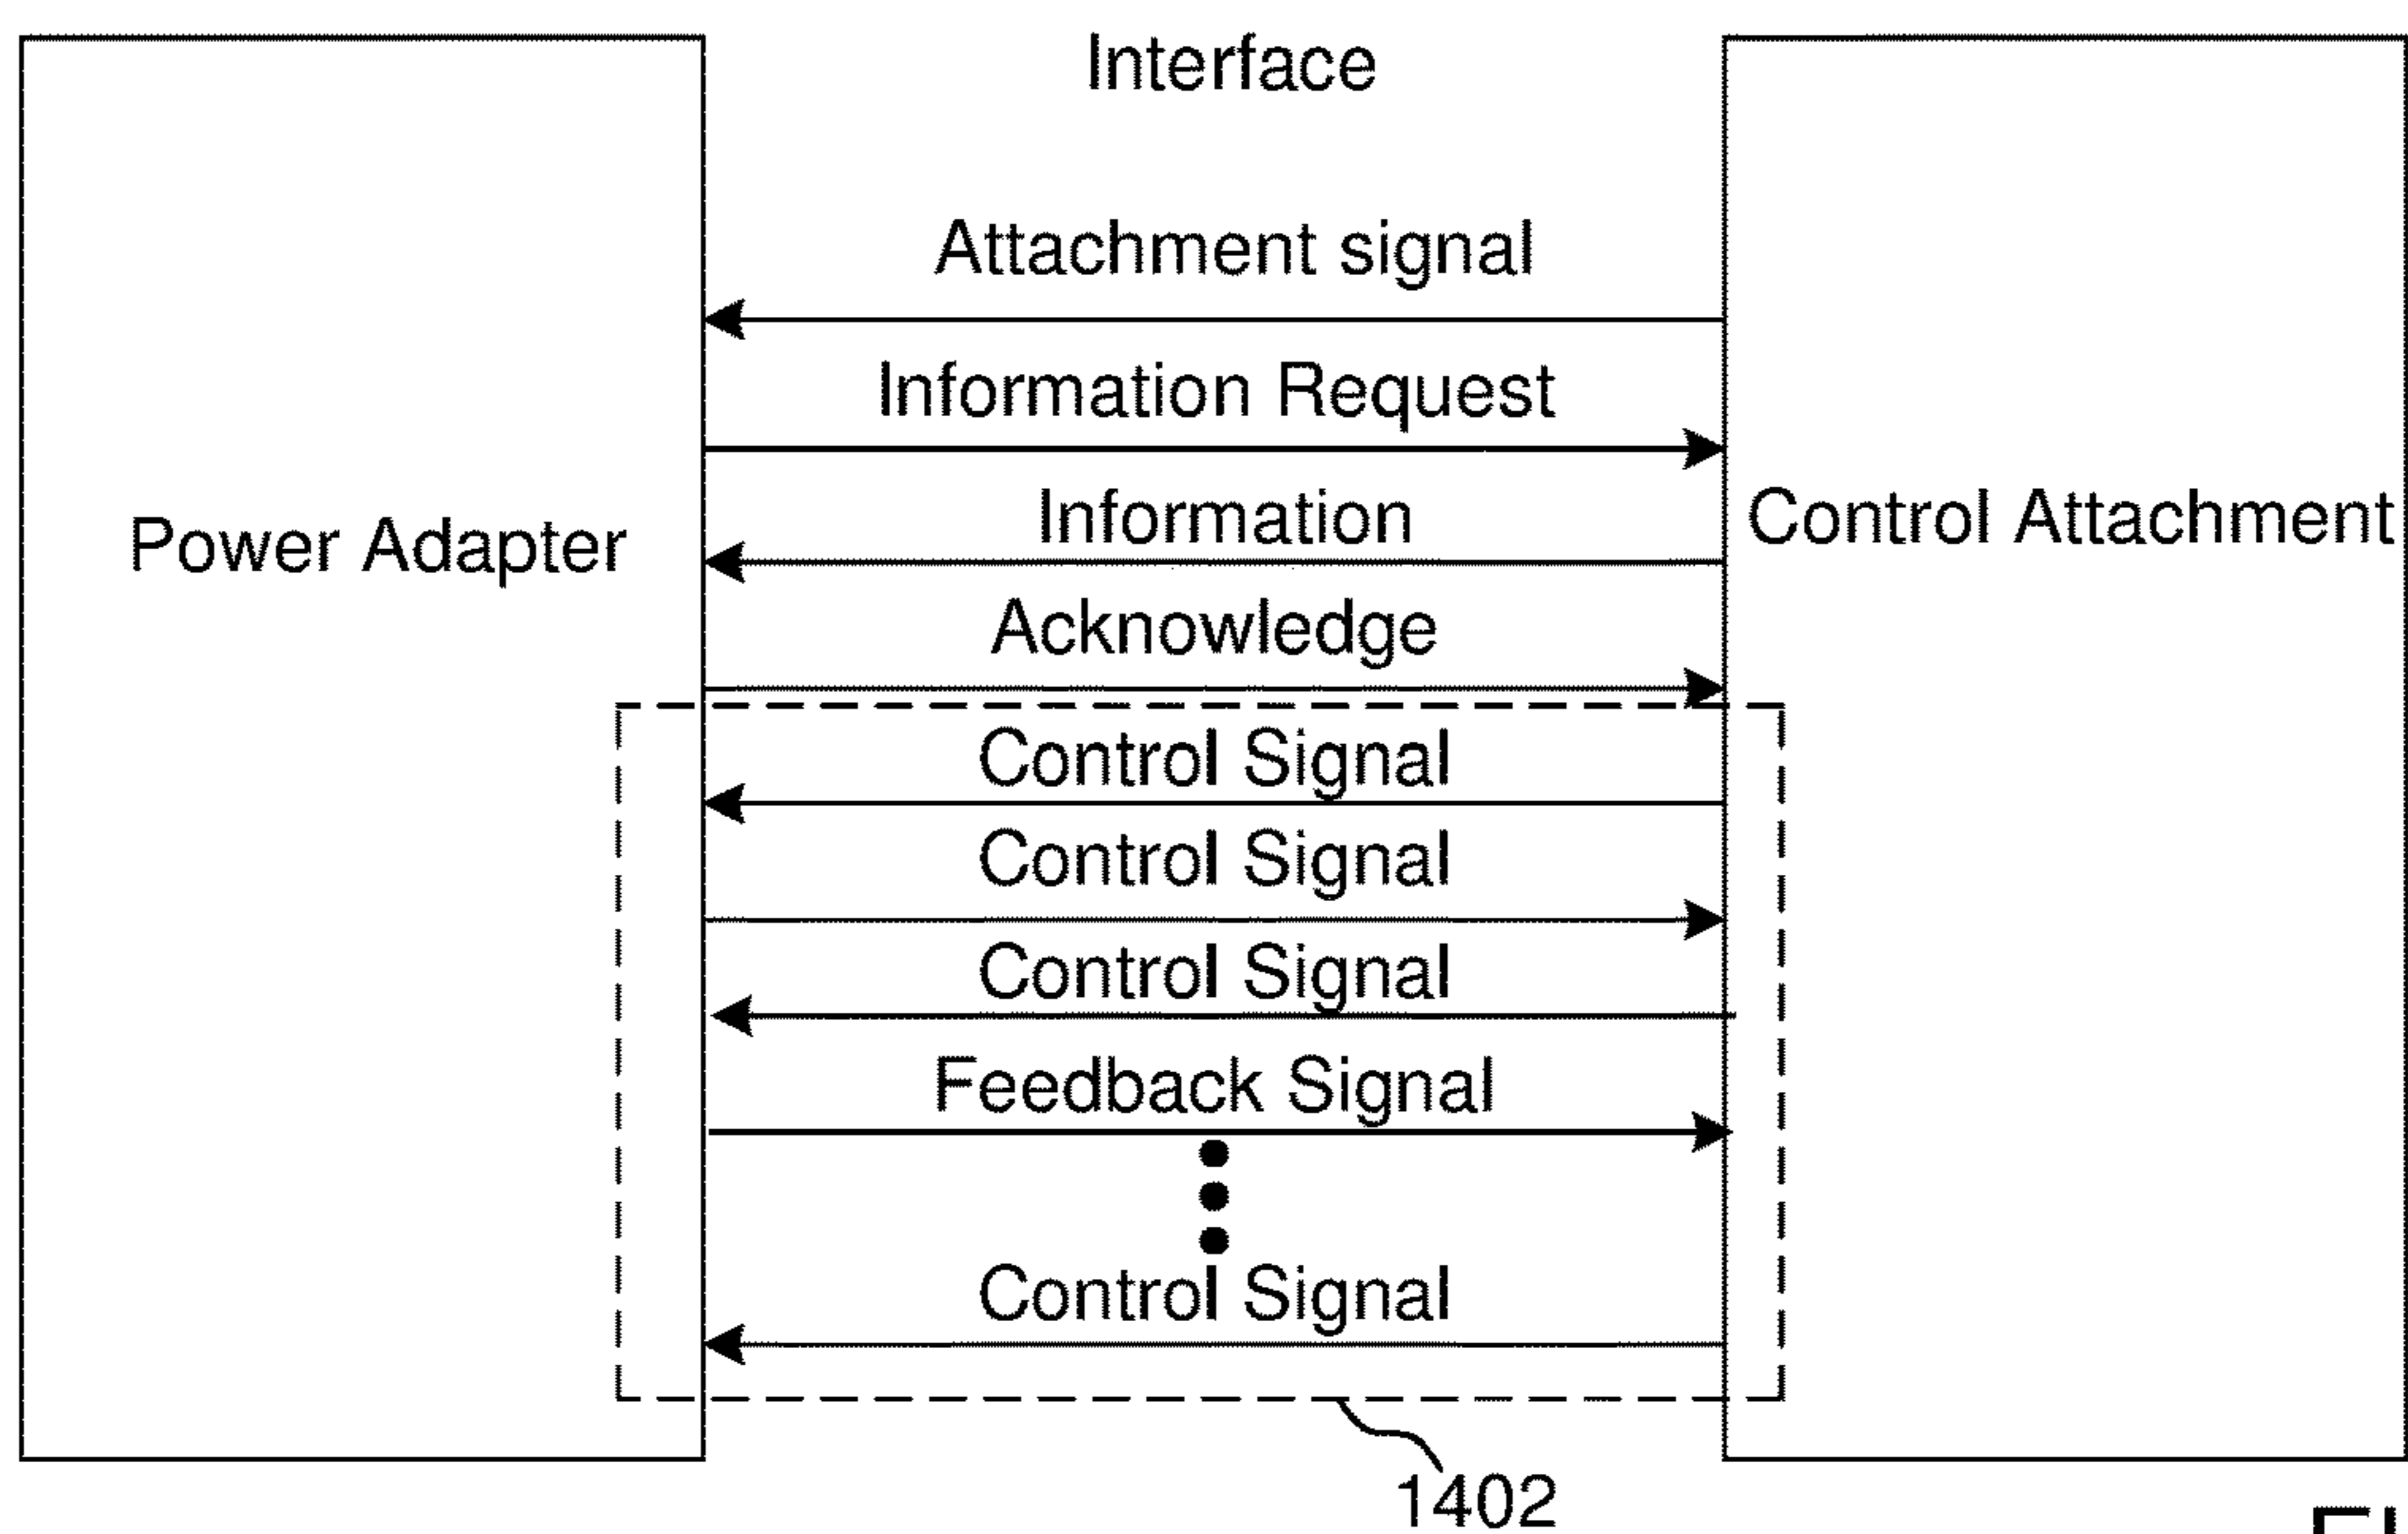 Interface
Attachment signal
Information Request
Information
Power Adapter
Control Attachment
Acknowledge
Control Signal
Control Signal
Control Signal
Feedback Signal
Control Signal
1402